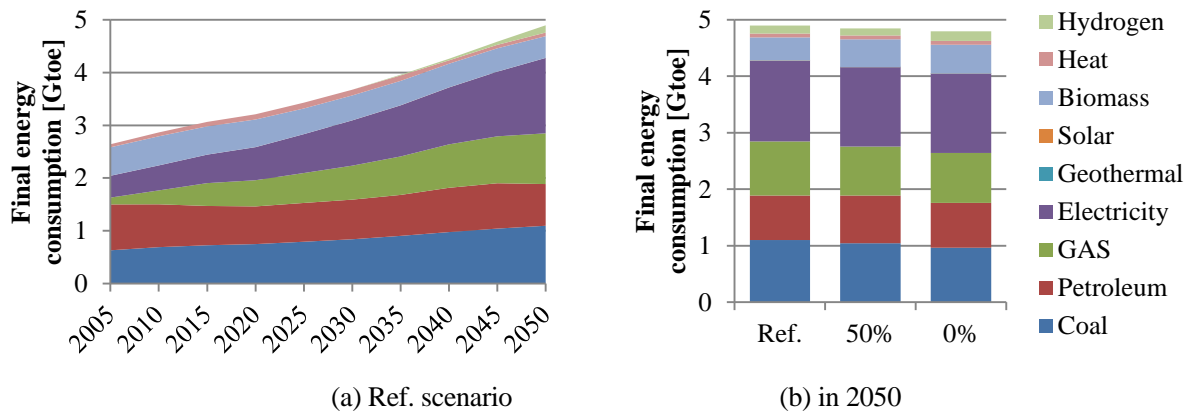 Final energy
consumption [Gtoe]
5
4
3
2
1
0
2005
2010
2015
2020
2025
2030
2035
2040
2045
2050
(a) Ref. scenario
Final energy
consumption [Gtoe]
5
4
3
2
1
0
Ref.
50%
0%
(b) in 2050
Hydrogen
Heat
Biomass
Solar
Geothermal
Electricity
GAS
Petroleum
Coal